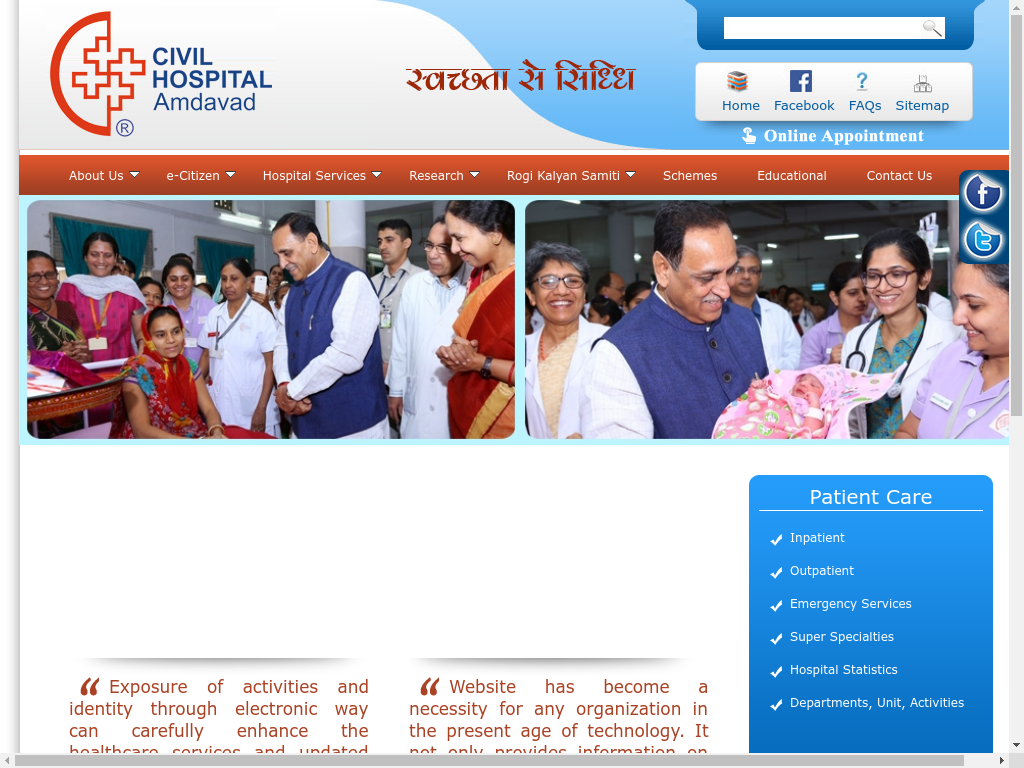 CIVIL
HOSPITAL
Amdavad
®
स्वच्छता से सिध्धि
Home Facebook FAQs Sitemap
Online Appointment
About Us e-Citizen Hospital Services Research Rogi Kalyan Samiti Schemes Educational Contact Us
Patient Care
Inpatient
Outpatient
Emergency Services
Super Specialties
Hospital Statistics
Departments, Unit, Activities
“ Exposure of activities and
identity through electronic way
can carefully enhance the
healthcare services and updated
“ Website has become a
necessity for any organization in
the present age of technology. It
not only provides information on